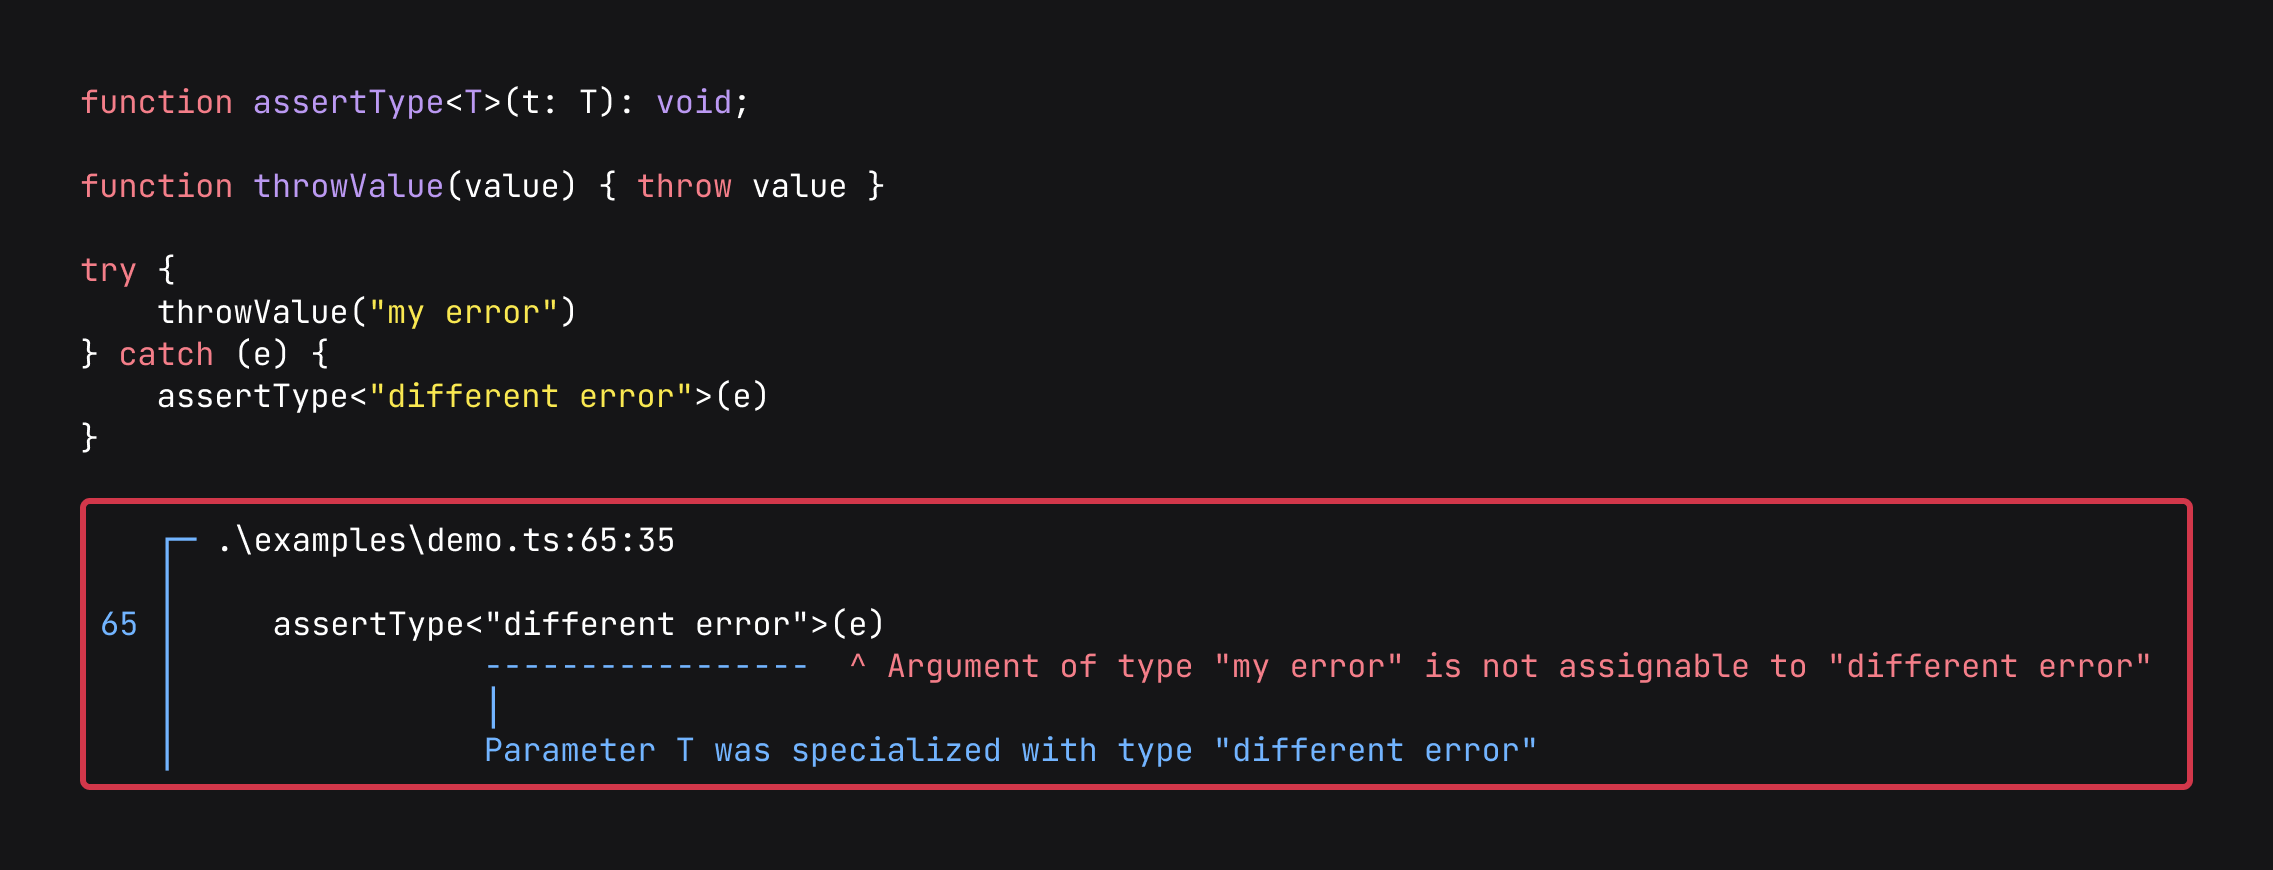 function assertType<T>(t: T): void;
function throwValue(value) { throw value }
try {
    throwValue("my error")
} catch (e) {
    assertType<"different error">(e)
}
.\examples\demo.ts:65:35
65 assertType<"different error">(e)
----------------- ^ Argument of type "my error" is not assignable to "different error"
Parameter T was specialized with type "different error"